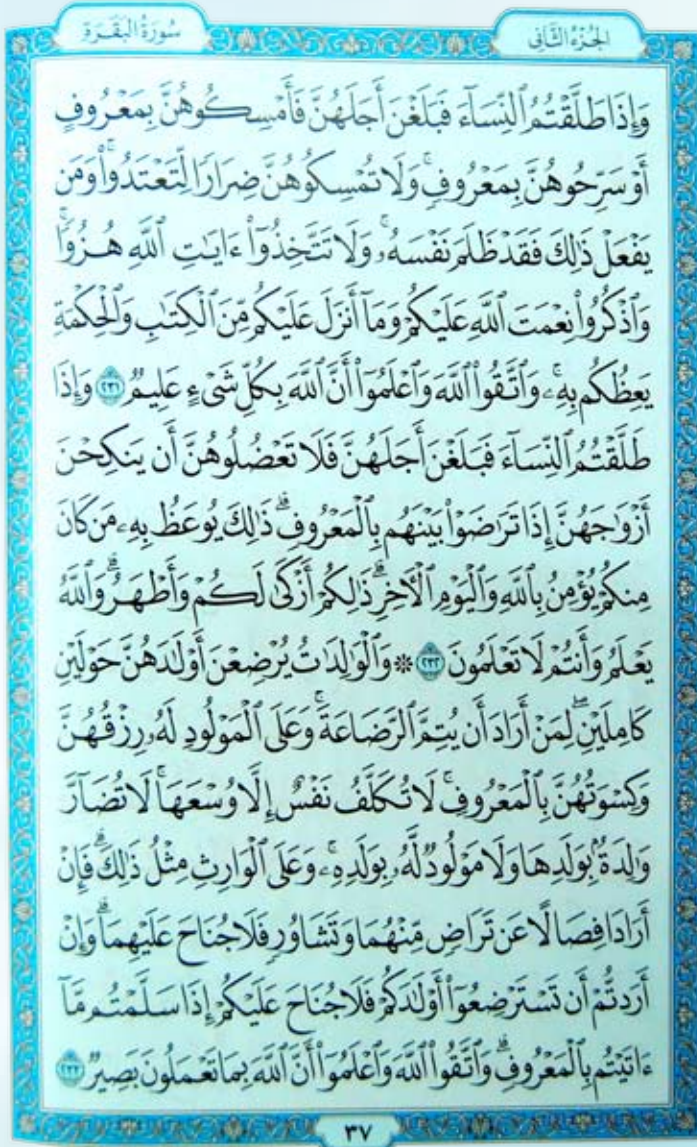 سُورَةُ البَقَرَةِ
الجُزْءُ الثَّانِي
وَإِذَا طَلَّقْتُمُ ٱلنِّسَآءَ فَبَلَغْنَ أَجَلَهُنَّ فَأَمْسِكُوهُنَّ بِمَعْرُوفٍ
أَوْ سَرِّحُوهُنَّ بِمَعْرُوفٖۚ وَلَا تُمْسِكُوهُنَّ ضِرَارٗا لِّتَعْتَدُواْۚ وَمَن
يَفْعَلْ ذَٰلِكَ فَقَدْ ظَلَمَ نَفْسَهُۥۚ وَلَا تَتَّخِذُوٓاْ ءَايَٰتِ ٱللَّهِ هُزُوٗاۚ
وَٱذْكُرُواْ نِعْمَتَ ٱللَّهِ عَلَيْكُمْ وَمَآ أَنزَلَ عَلَيْكُم مِّنَ ٱلْكِتَٰبِ وَٱلْحِكْمَةِ
يَعِظُكُم بِهِۦۚ وَٱتَّقُواْ ٱللَّهَ وَٱعْلَمُوٓاْ أَنَّ ٱللَّهَ بِكُلِّ شَيْءٍ عَلِيمٞ ٢٣١ وَإِذَا
طَلَّقْتُمُ ٱلنِّسَآءَ فَبَلَغْنَ أَجَلَهُنَّ فَلَا تَعْضُلُوهُنَّ أَن يَنكِحْنَ
أَزْوَٰجَهُنَّ إِذَا تَرَٰضَوْاْ بَيْنَهُم بِٱلْمَعْرُوفِۗ ذَٰلِكَ يُوعَظُ بِهِۦ مَن كَانَ
مِنكُمْ يُؤْمِنُ بِٱللَّهِ وَٱلْيَوْمِ ٱلْأٓخِرِۗ ذَٰلِكُمْ أَزْكَىٰ لَكُمْ وَأَطْهَرُۚ وَٱللَّهُ
يَعْلَمُ وَأَنتُمْ لَا تَعْلَمُونَ ٢٣٢ ۞ وَٱلْوَٰلِدَٰتُ يُرْضِعْنَ أَوْلَٰدَهُنَّ حَوْلَيْنِ
كَامِلَيْنِۖ لِمَنْ أَرَادَ أَن يُتِمَّ ٱلرَّضَاعَةَۚ وَعَلَى ٱلْمَوْلُودِ لَهُۥ رِزْقُهُنَّ
وَكِسْوَتُهُنَّ بِٱلْمَعْرُوفِۚ لَا تُكَلَّفُ نَفْسٌ إِلَّا وُسْعَهَاۚ لَا تُضَآرَّ
وَٰلِدَةُۢ بِوَلَدِهَا وَلَا مَوْلُودٞ لَّهُۥ بِوَلَدِهِۦۚ وَعَلَى ٱلْوَارِثِ مِثْلُ ذَٰلِكَۗ فَإِنْ
أَرَادَا فِصَالًا عَن تَرَاضٖ مِّنْهُمَا وَتَشَاوُرٖ فَلَا جُنَاحَ عَلَيْهِمَاۗ وَإِنْ
أَرَدتُّمْ أَن تَسْتَرْضِعُوٓاْ أَوْلَٰدَكُمْ فَلَا جُنَاحَ عَلَيْكُمْ إِذَا سَلَّمْتُم مَّآ
ءَاتَيْتُم بِٱلْمَعْرُوفِۗ وَٱتَّقُواْ ٱللَّهَ وَٱعْلَمُوٓاْ أَنَّ ٱللَّهَ بِمَا تَعْمَلُونَ بَصِيرٞ ٢٣٣
٣٧